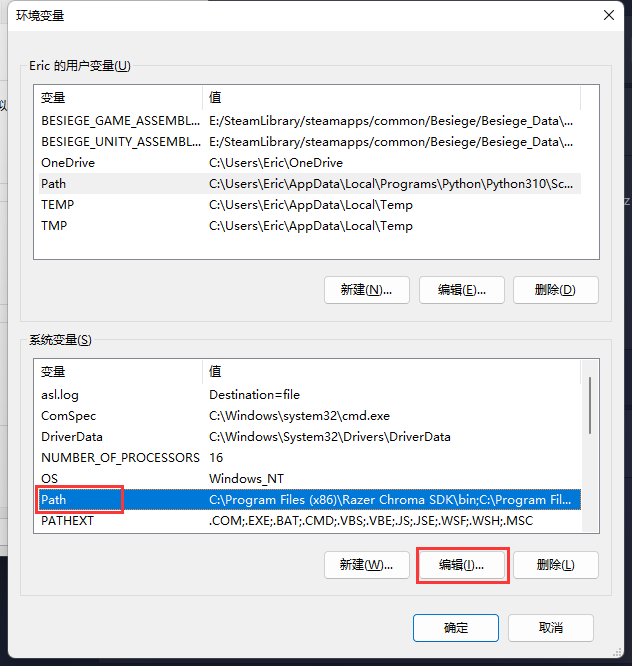 环境变量
Eric 的用户变量(U)
变量 值
BESIEGE_GAME_ASSEMBL... E:/SteamLibrary/steamapps/common/Besiege/Besiege_Data\...
BESIEGE_UNITY_ASSEMBL... E:/SteamLibrary/steamapps/common/Besiege/Besiege_Data\...
OneDrive C:\Users\Eric\OneDrive
Path C:\Users\Eric\AppData\Local\Programs\Python\Python310\Sc...
TEMP C:\Users\Eric\AppData\Local\Temp
TMP C:\Users\Eric\AppData\Local\Temp
新建(N)... 编辑(E)... 删除(D)
系统变量(S)
变量 值
asl.log Destination=file
ComSpec C:\Windows\system32\cmd.exe
DriverData C:\Windows\System32\Drivers\DriverData
NUMBER_OF_PROCESSORS 16
OS Windows_NT
Path C:\Program Files (x86)\Razer Chroma SDK\bin;C:\Program Fil...
PATHEXT .COM;.EXE;.BAT;.CMD;.VBS;.VBE;.JS;.JSE;.WSF;.WSH;.MSC
新建(W)... 编辑(I)... 删除(L)
确定 取消